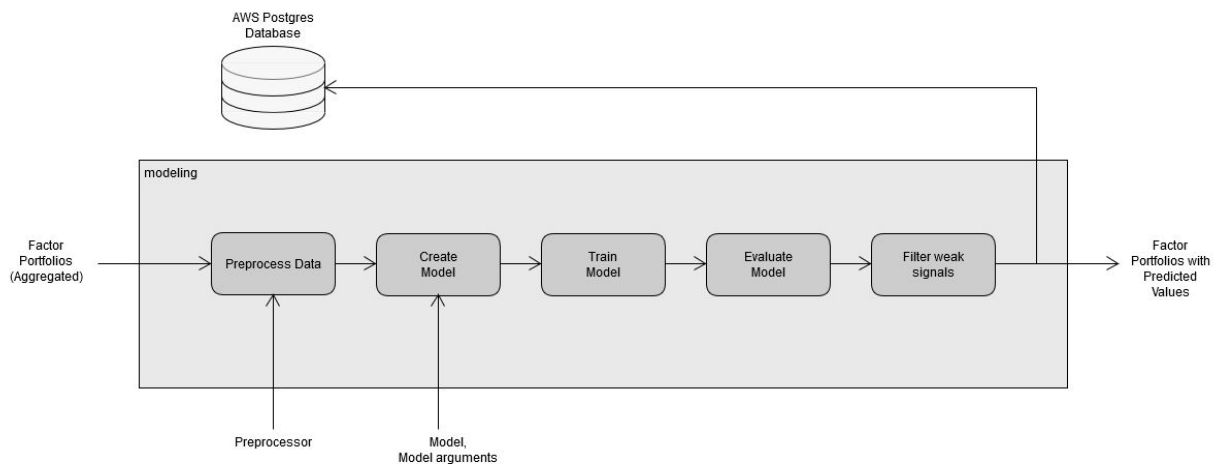 AWS Postgres
Database
modeling
Factor
Portfolios
(Aggregated)
Preprocess Data
Create
Model
Train
Model
Evaluate
Model
Filter weak
signals
Factor
Portfolios with
Predicted
Values
Preprocessor
Model,
Model arguments